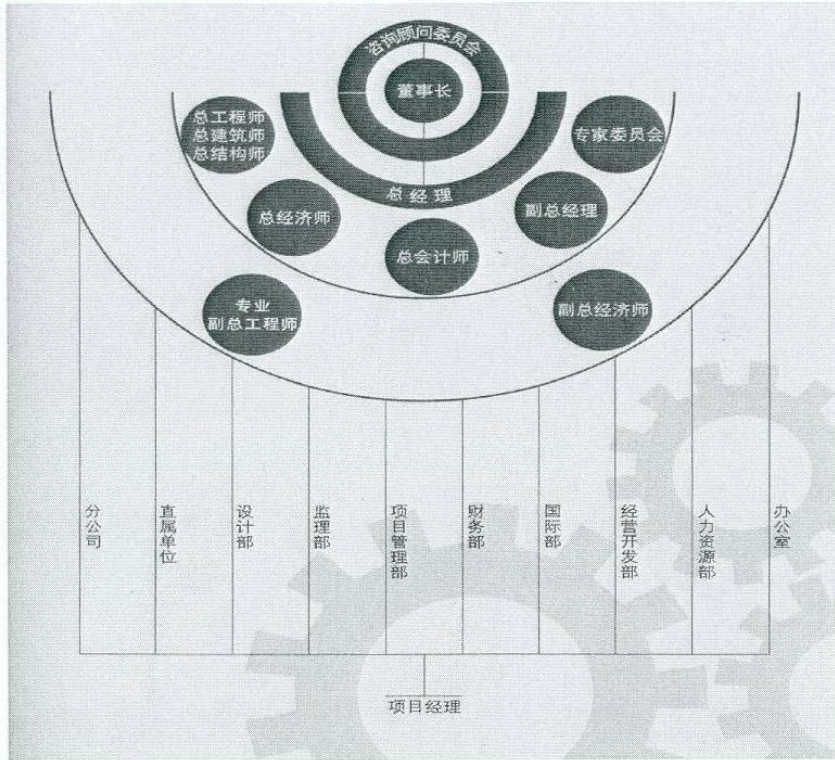 咨询顾问委员会
董事长
总工程师
总建筑师
总结构师
专家委员会
总经理
总经济师
副总经理
总会计师
专业
副总工程师
副总经济师
分公司
直属单位
设计部
监理部
项目管理部
财务部
国际部
经营开发部
人力资源部
办公室
项目经理